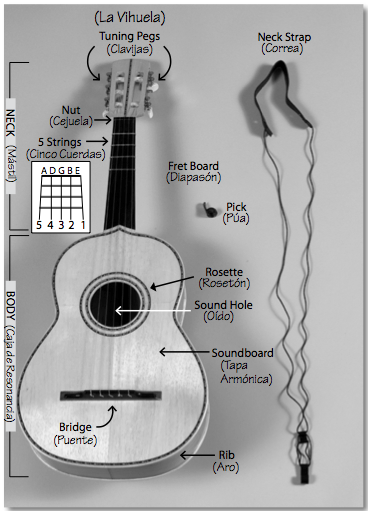 (La Vihuela)
Tuning Pegs
(Clavijas)
Neck Strap
(Correa)
NECK (Mástil)
Nut
(Cejuela)
5 Strings
(Cinco Cuerdas)
A D G B E
5 4 3 2 1
Fret Board
(Diapasón)
Pick
(Púa)
BODY (Caja de Resonancia)
Rosette
(Rosetón)
Sound Hole
(Oído)
Soundboard
(Tapa
Armónica)
Bridge
(Puente)
Rib
(Aro)